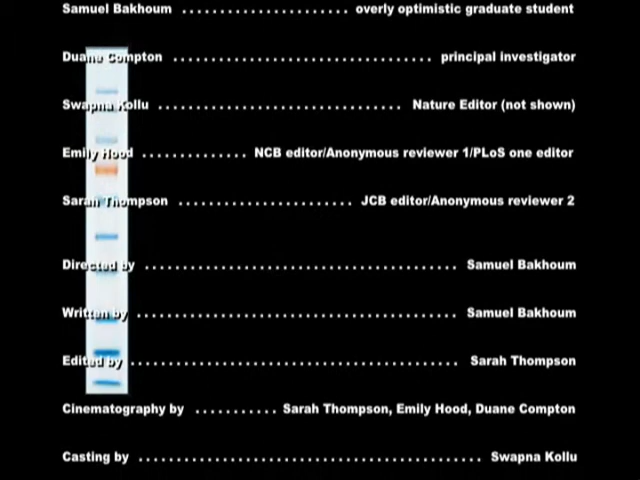 Samuel Bakhoum ...................... overly optimistic graduate student
Duane Compton .................................. principal investigator
Swapna Kollu ................................ Nature Editor (not shown)
Emily Hood .............. NCB editor/Anonymous reviewer 1/PLoS one editor
Sarah Thompson ....................... JCB editor/Anonymous reviewer 2
Directed by ......................................... Samuel Bakhoum
Written by .......................................... Samuel Bakhoum
Edited by ........................................... Sarah Thompson
Cinematography by ........... Sarah Thompson, Emily Hood, Duane Compton
Casting by ............................................. Swapna Kollu